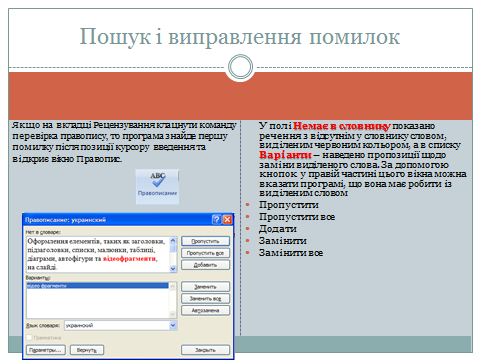 Пошук і виправлення помилок
Якщо на вкладці Рецензування клацнути команду
перевірка правопису, то програма знайде першу
помилку після позиції курсору введення та
відкриє вікно Правопис.
ABC
Правописание
Правописание: украинский
Нет в словаре:
Оформлення елементів, таких як заголовки,
підзаголовки, списки, малюнки, таблиці,
діаграми, автофігури та відеофрагменти,
на слайді.
Пропустить
Пропустить все
Добавить
Варианты:
відео фрагменти
Заменить
Заменить все
Автозамена
Язык словаря: украинский
Грамматика
Параметры...
Вернуть
Закрыть
У полі Немає в словнику показано
речення з відсутнім у словнику словом,
виділеним червоним кольором, а в списку
Варіанти – наведено пропозиції щодо
заміни виділеного слова. За допомогою
кнопок у правій частині цього вікна можна
вказати програмі, що вона має робити із
виділеним словом
Пропустити
Пропустити все
Додати
Замінити
Замінити все